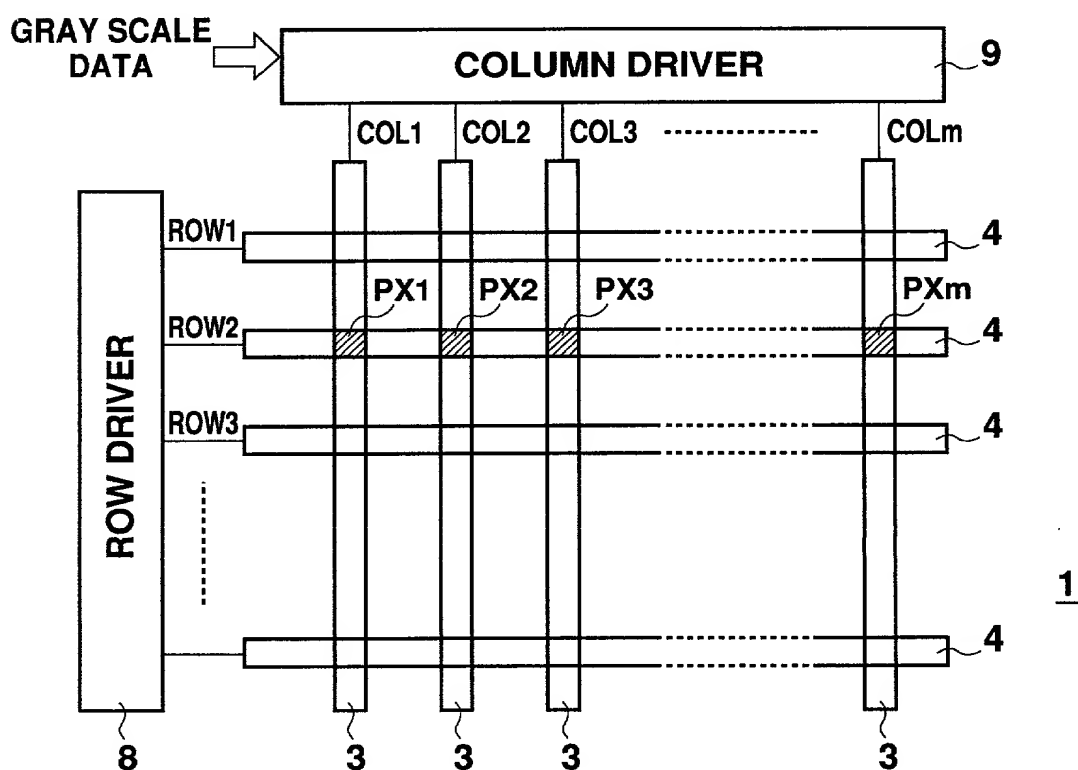 GRAY SCALE
DATA
COLUMN DRIVER
9
COL1 COL2 COL3 COLm
ROW1
4
PX1 PX2 PX3 PXm
ROW2
4
ROW3
4
ROW DRIVER
1
4
8
3 3 3 3